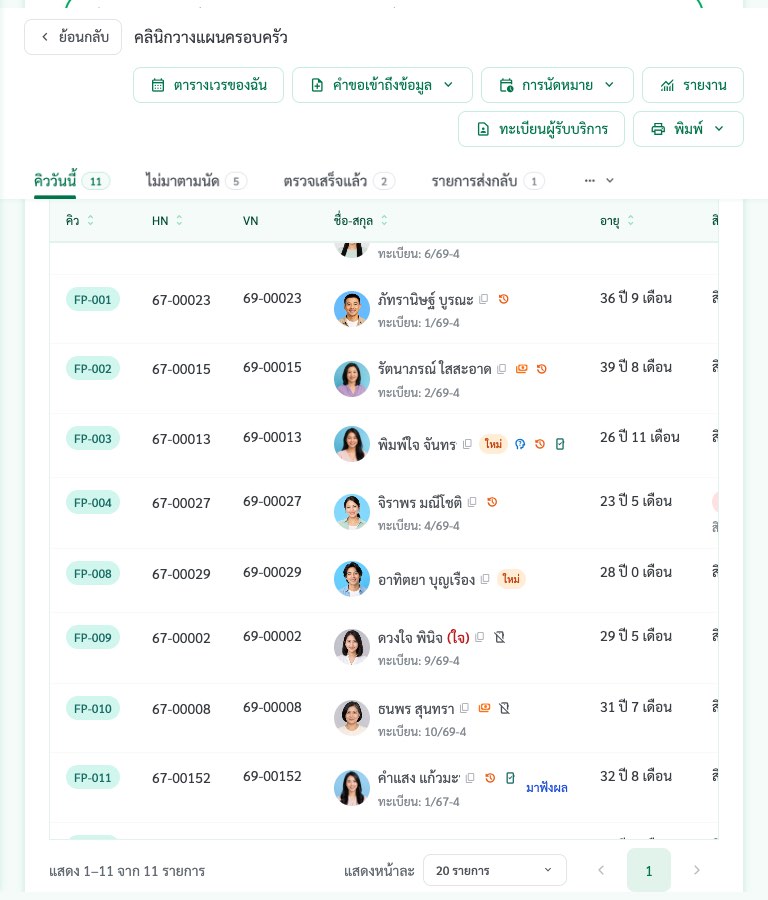 ย้อนกลับ คลินิกวางแผนครอบครัว
ตารางเวรของฉัน คำขอเข้าถึงข้อมูล การนัดหมาย รายงาน
ทะเบียนผู้รับบริการ พิมพ์
คิววันนี้ 11 ไม่มาตามนัด 5 ตรวจเสร็จแล้ว 2 รายการส่งกลับ 1 ...
คิว HN VN ชื่อ-สกุล อายุ
ทะเบียน: 6/69-4
FP-001 67-00023 69-00023 ภัทรานิษฐ์ บูรณะ 36 ปี 9 เดือน
ทะเบียน: 1/69-4
FP-002 67-00015 69-00015 รัตนาภรณ์ ใสสะอาด 39 ปี 8 เดือน
ทะเบียน: 2/69-4
FP-003 67-00013 69-00013 พิมพ์ใจ จันทร ใหม่ 26 ปี 11 เดือน
FP-004 67-00027 69-00027 จิราพร มณีโชติ 23 ปี 5 เดือน
ทะเบียน: 4/69-4
FP-008 67-00029 69-00029 อาทิตยา บุญเรือง ใหม่ 28 ปี 0 เดือน
FP-009 67-00002 69-00002 ดวงใจ พินิจ (ใจ) 29 ปี 5 เดือน
ทะเบียน: 9/69-4
FP-010 67-00008 69-00008 ธนพร สุนทรา 31 ปี 7 เดือน
ทะเบียน: 10/69-4
FP-011 67-00152 69-00152 คำแสง แก้วมะ 32 ปี 8 เดือน
มาฟังผล
ทะเบียน: 1/67-4
แสดง 1–11 จาก 11 รายการ แสดงหน้าละ 20 รายการ 1